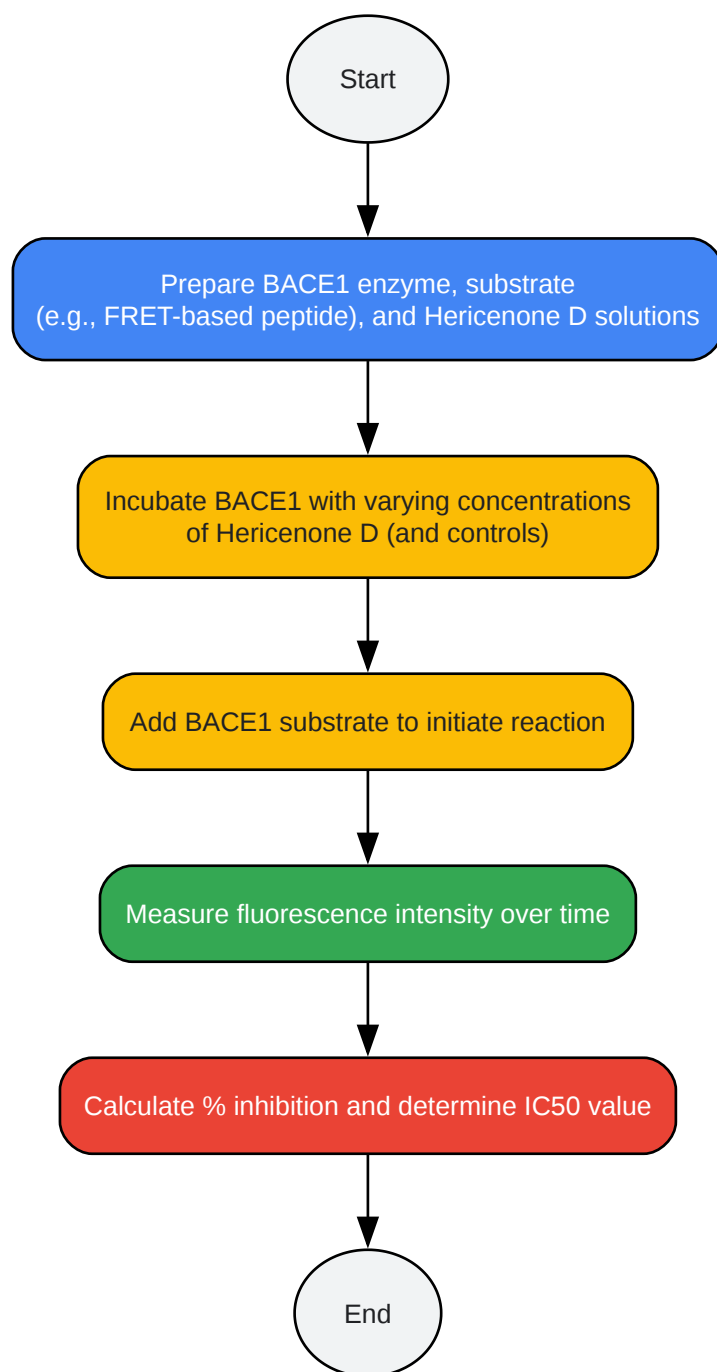 Start
Prepare BACE1 enzyme, substrate
(e.g., FRET-based peptide), and Hericenone D solutions
Incubate BACE1 with varying concentrations
of Hericenone D (and controls)
Add BACE1 substrate to initiate reaction
Measure fluorescence intensity over time
Calculate % inhibition and determine IC50 value
End